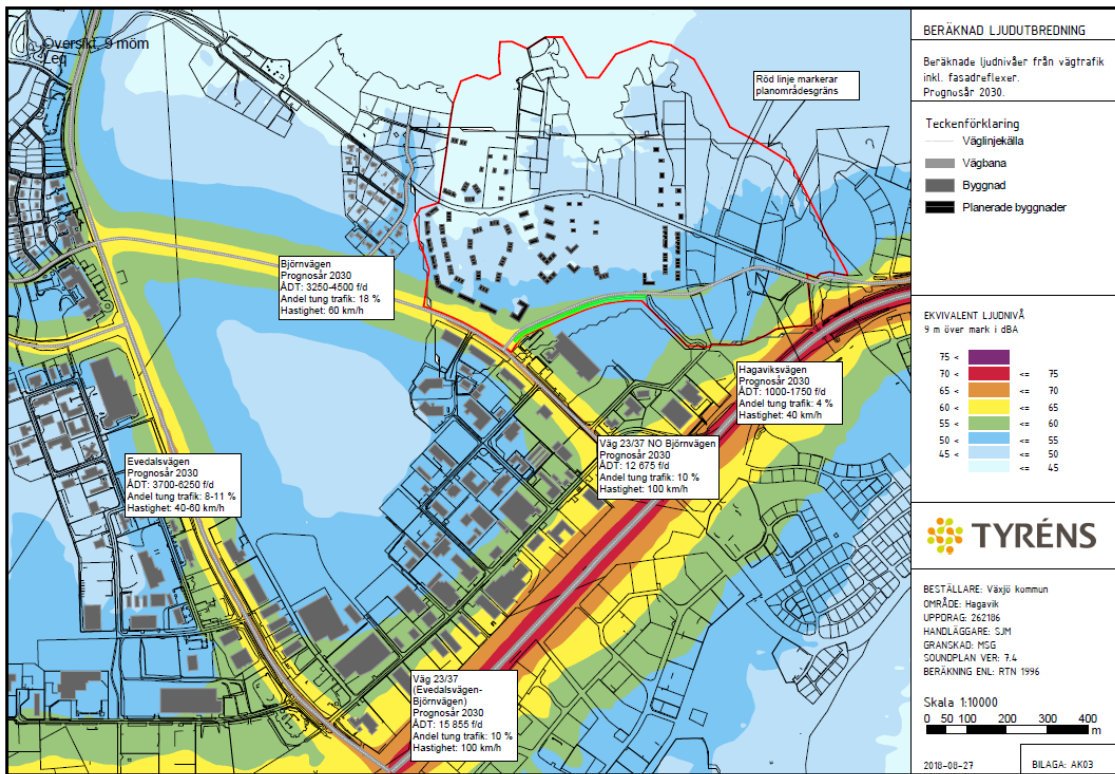 Översikt, 9 möm
Leq
Röd linje markerar
planområdesgräns
Björnvägen
Prognosår 2030
ÅDT: 3250-4500 f/d
Andel tung trafik: 18 %
Hastighet: 60 km/h
Hagaviksvägen
Prognosår 2030
ÅDT: 1000-1750 f/d
Andel tung trafik: 4 %
Hastighet: 40 km/h
Väg 23/37 NO Björnvägen
Prognosår 2030
ÅDT: 12 675 f/d
Andel tung trafik: 10 %
Hastighet: 100 km/h
Evedalsvägen
Prognosår 2030
ÅDT: 3700-6250 f/d
Andel tung trafik: 8-11 %
Hastighet: 40-60 km/h
Väg 23/37
(Evedalsvägen-
Björnvägen)
Prognosår 2030
ÅDT: 15 855 f/d
Andel tung trafik: 10 %
Hastighet: 100 km/h
BERÄKNAD LJUDUTBREDNING
Beräknade ljudnivåer från vägtrafik
inkl. fasadreflexer.
Prognosår 2030.
Teckenförklaring
Väglinjekälla
Vägbana
Byggnad
Planerade byggnader
EKVIVALENT LJUDNIVÅ
9 m över mark i dBA
75 <
70 < <= 75
65 < <= 70
60 < <= 65
55 < <= 60
50 < <= 55
45 < <= 50
<= 45
TYRÉNS
BESTÄLLARE: Växjö kommun
OMRÅDE: Hagavik
UPPDRAG: 262186
HANDLÄGGARE: SJM
GRANSKAD: MSG
SOUNDPLAN VER: 7.4
BERÄKNING ENL: RTN 1996
Skala 1:10000
0 50 100 200 300 400
m
2018-08-27
BILAGA: AK03